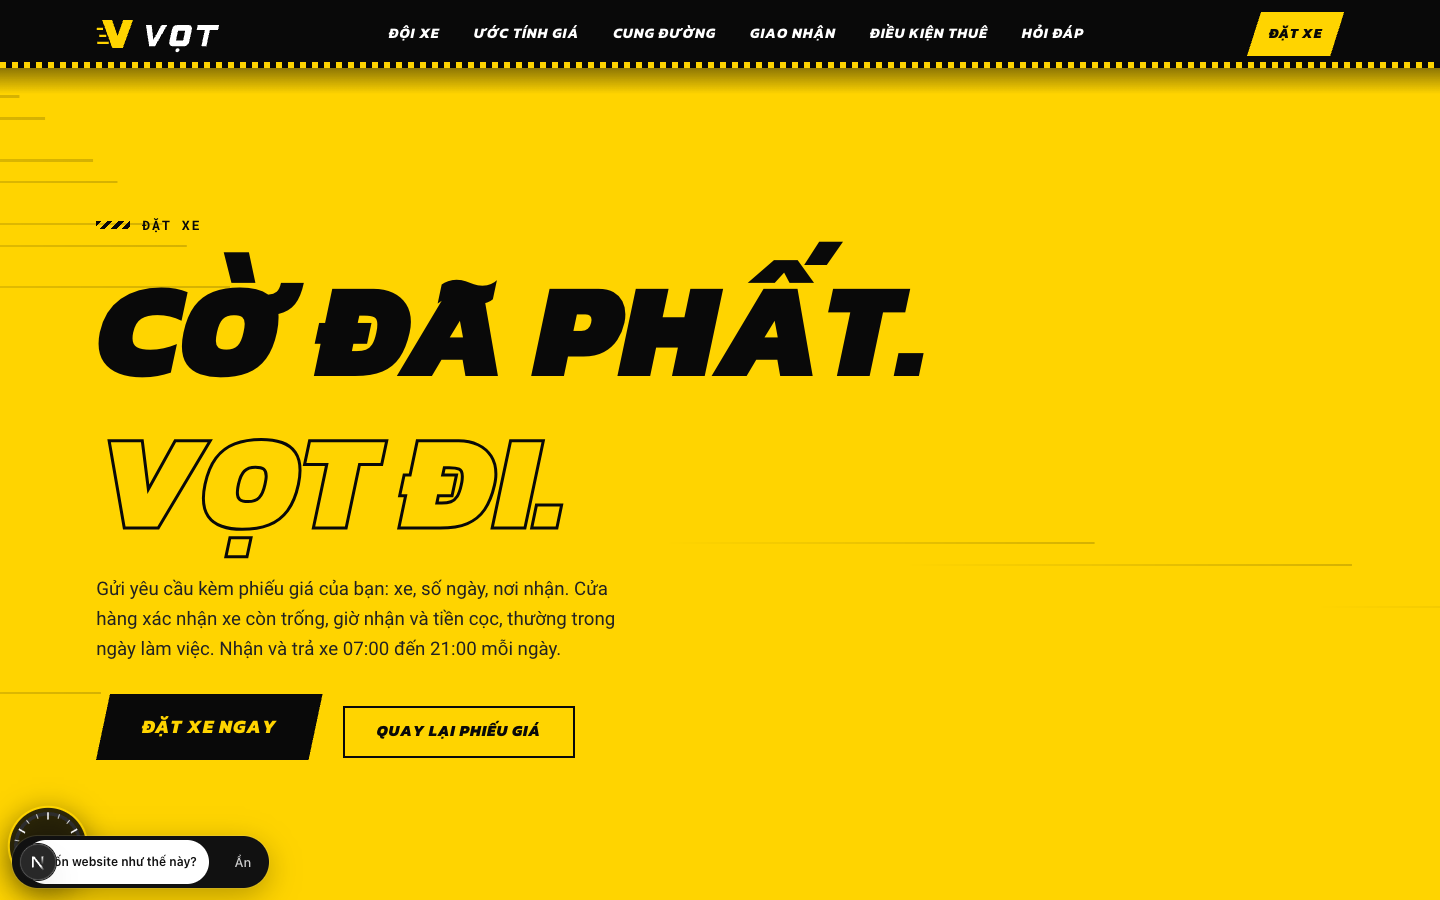 VỌT
ĐỘI XE
ƯỚC TÍNH GIÁ
CUNG ĐƯỜNG
GIAO NHẬN
ĐIỀU KIỆN THUÊ
HỎI ĐÁP
ĐẶT XE
ĐẶT XE
CỜ ĐÃ PHẤT.
VỌT ĐI.
Gửi yêu cầu kèm phiếu giá của bạn: xe, số ngày, nơi nhận. Cửa
hàng xác nhận xe còn trống, giờ nhận và tiền cọc, thường trong
ngày làm việc. Nhận và trả xe 07:00 đến 21:00 mỗi ngày.
ĐẶT XE NGAY
QUAY LẠI PHIẾU GIÁ
website như thế này?
Ẩn